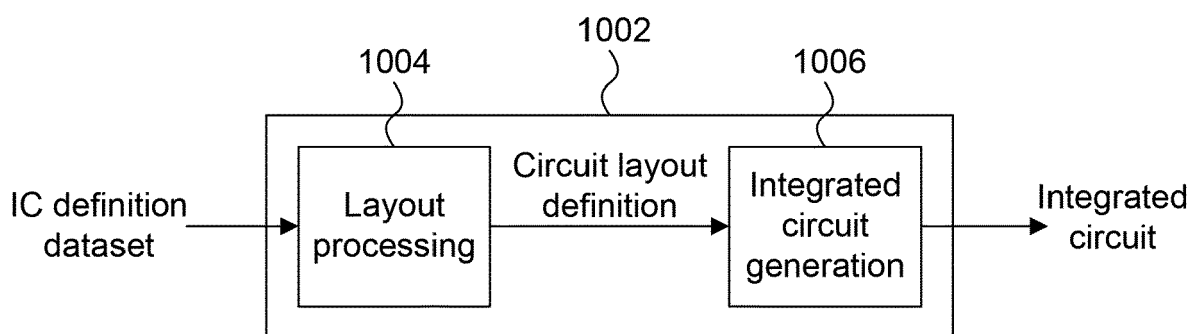 1002
1004
1006
IC definition
dataset
Layout
processing
Circuit layout
definition
Integrated
circuit
generation
Integrated
circuit